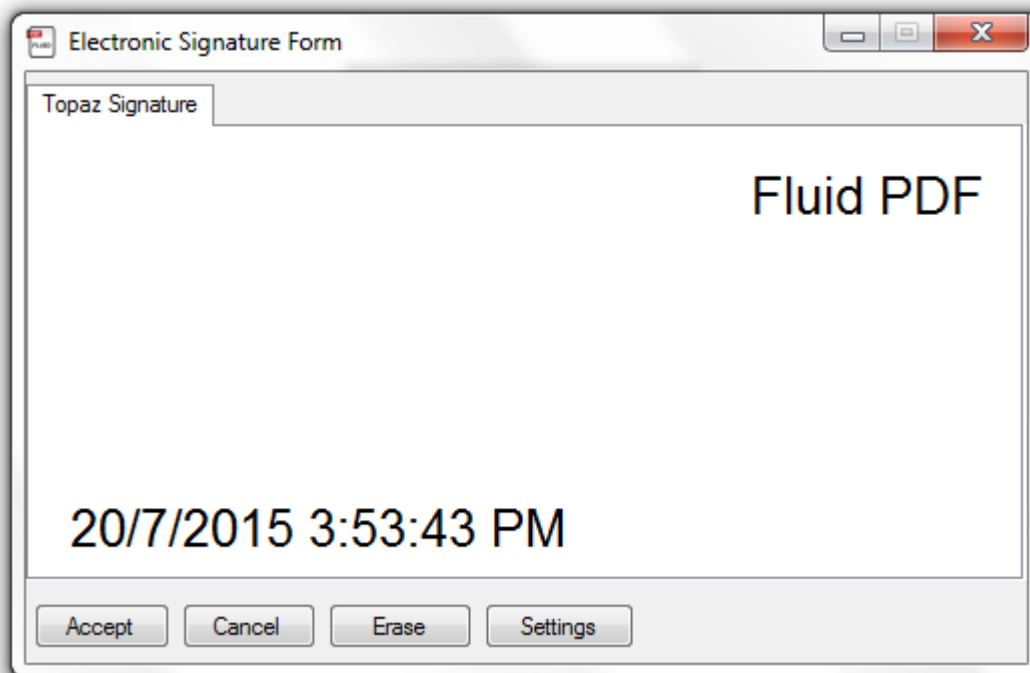 Electronic Signature Form
Topaz Signature
Fluid PDF
20/7/2015 3:53:43 PM
Accept Cancel Erase Settings